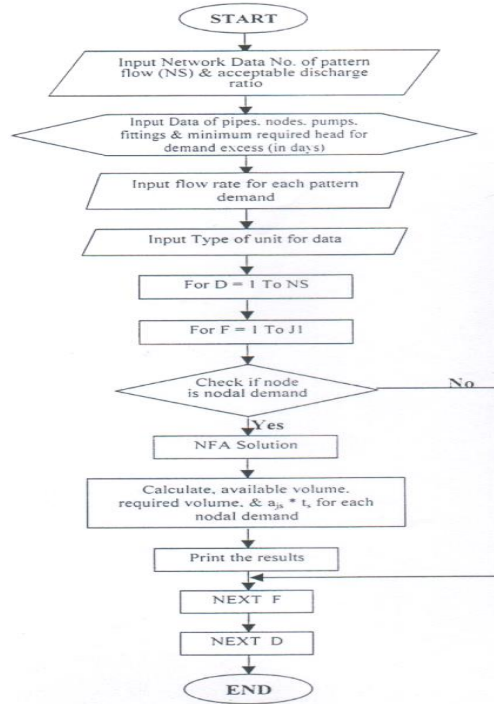 START
Input Network Data No. of pattern
flow (NS) & acceptable discharge
ratio
Input Data of pipes, nodes, pumps,
fittings & minimum required head for
demand excess (in days)
Input flow rate for each pattern
demand
Input Type of unit for data
For D = 1 To NS
For F = 1 To J1
Check if node
is nodal demand
No
Yes
NFA Solution
Calculate, available volume,
required volume, & ajs * ts for each
nodal demand
Print the results
NEXT F
NEXT D
END